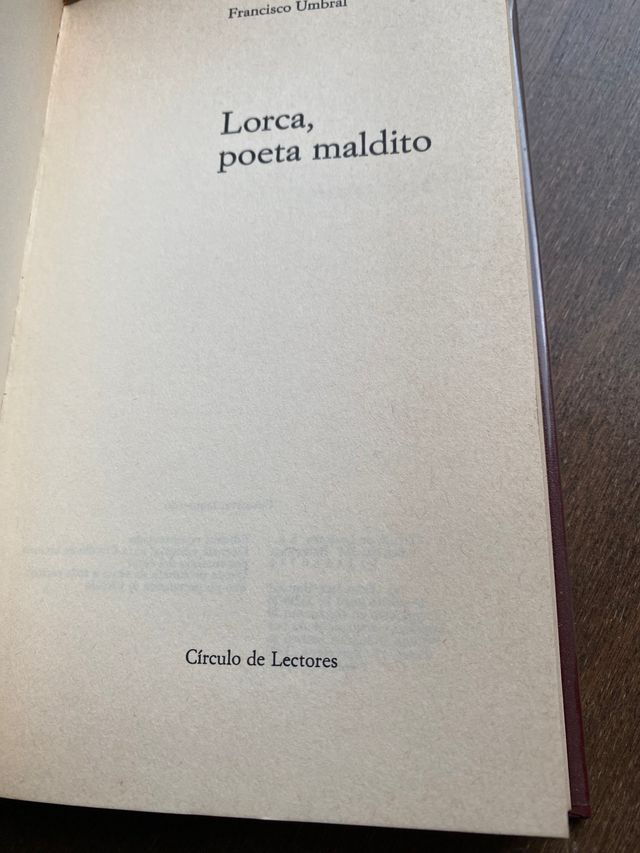 Francisco Umbral
Lorca,
poeta maldito
Círculo de Lectores